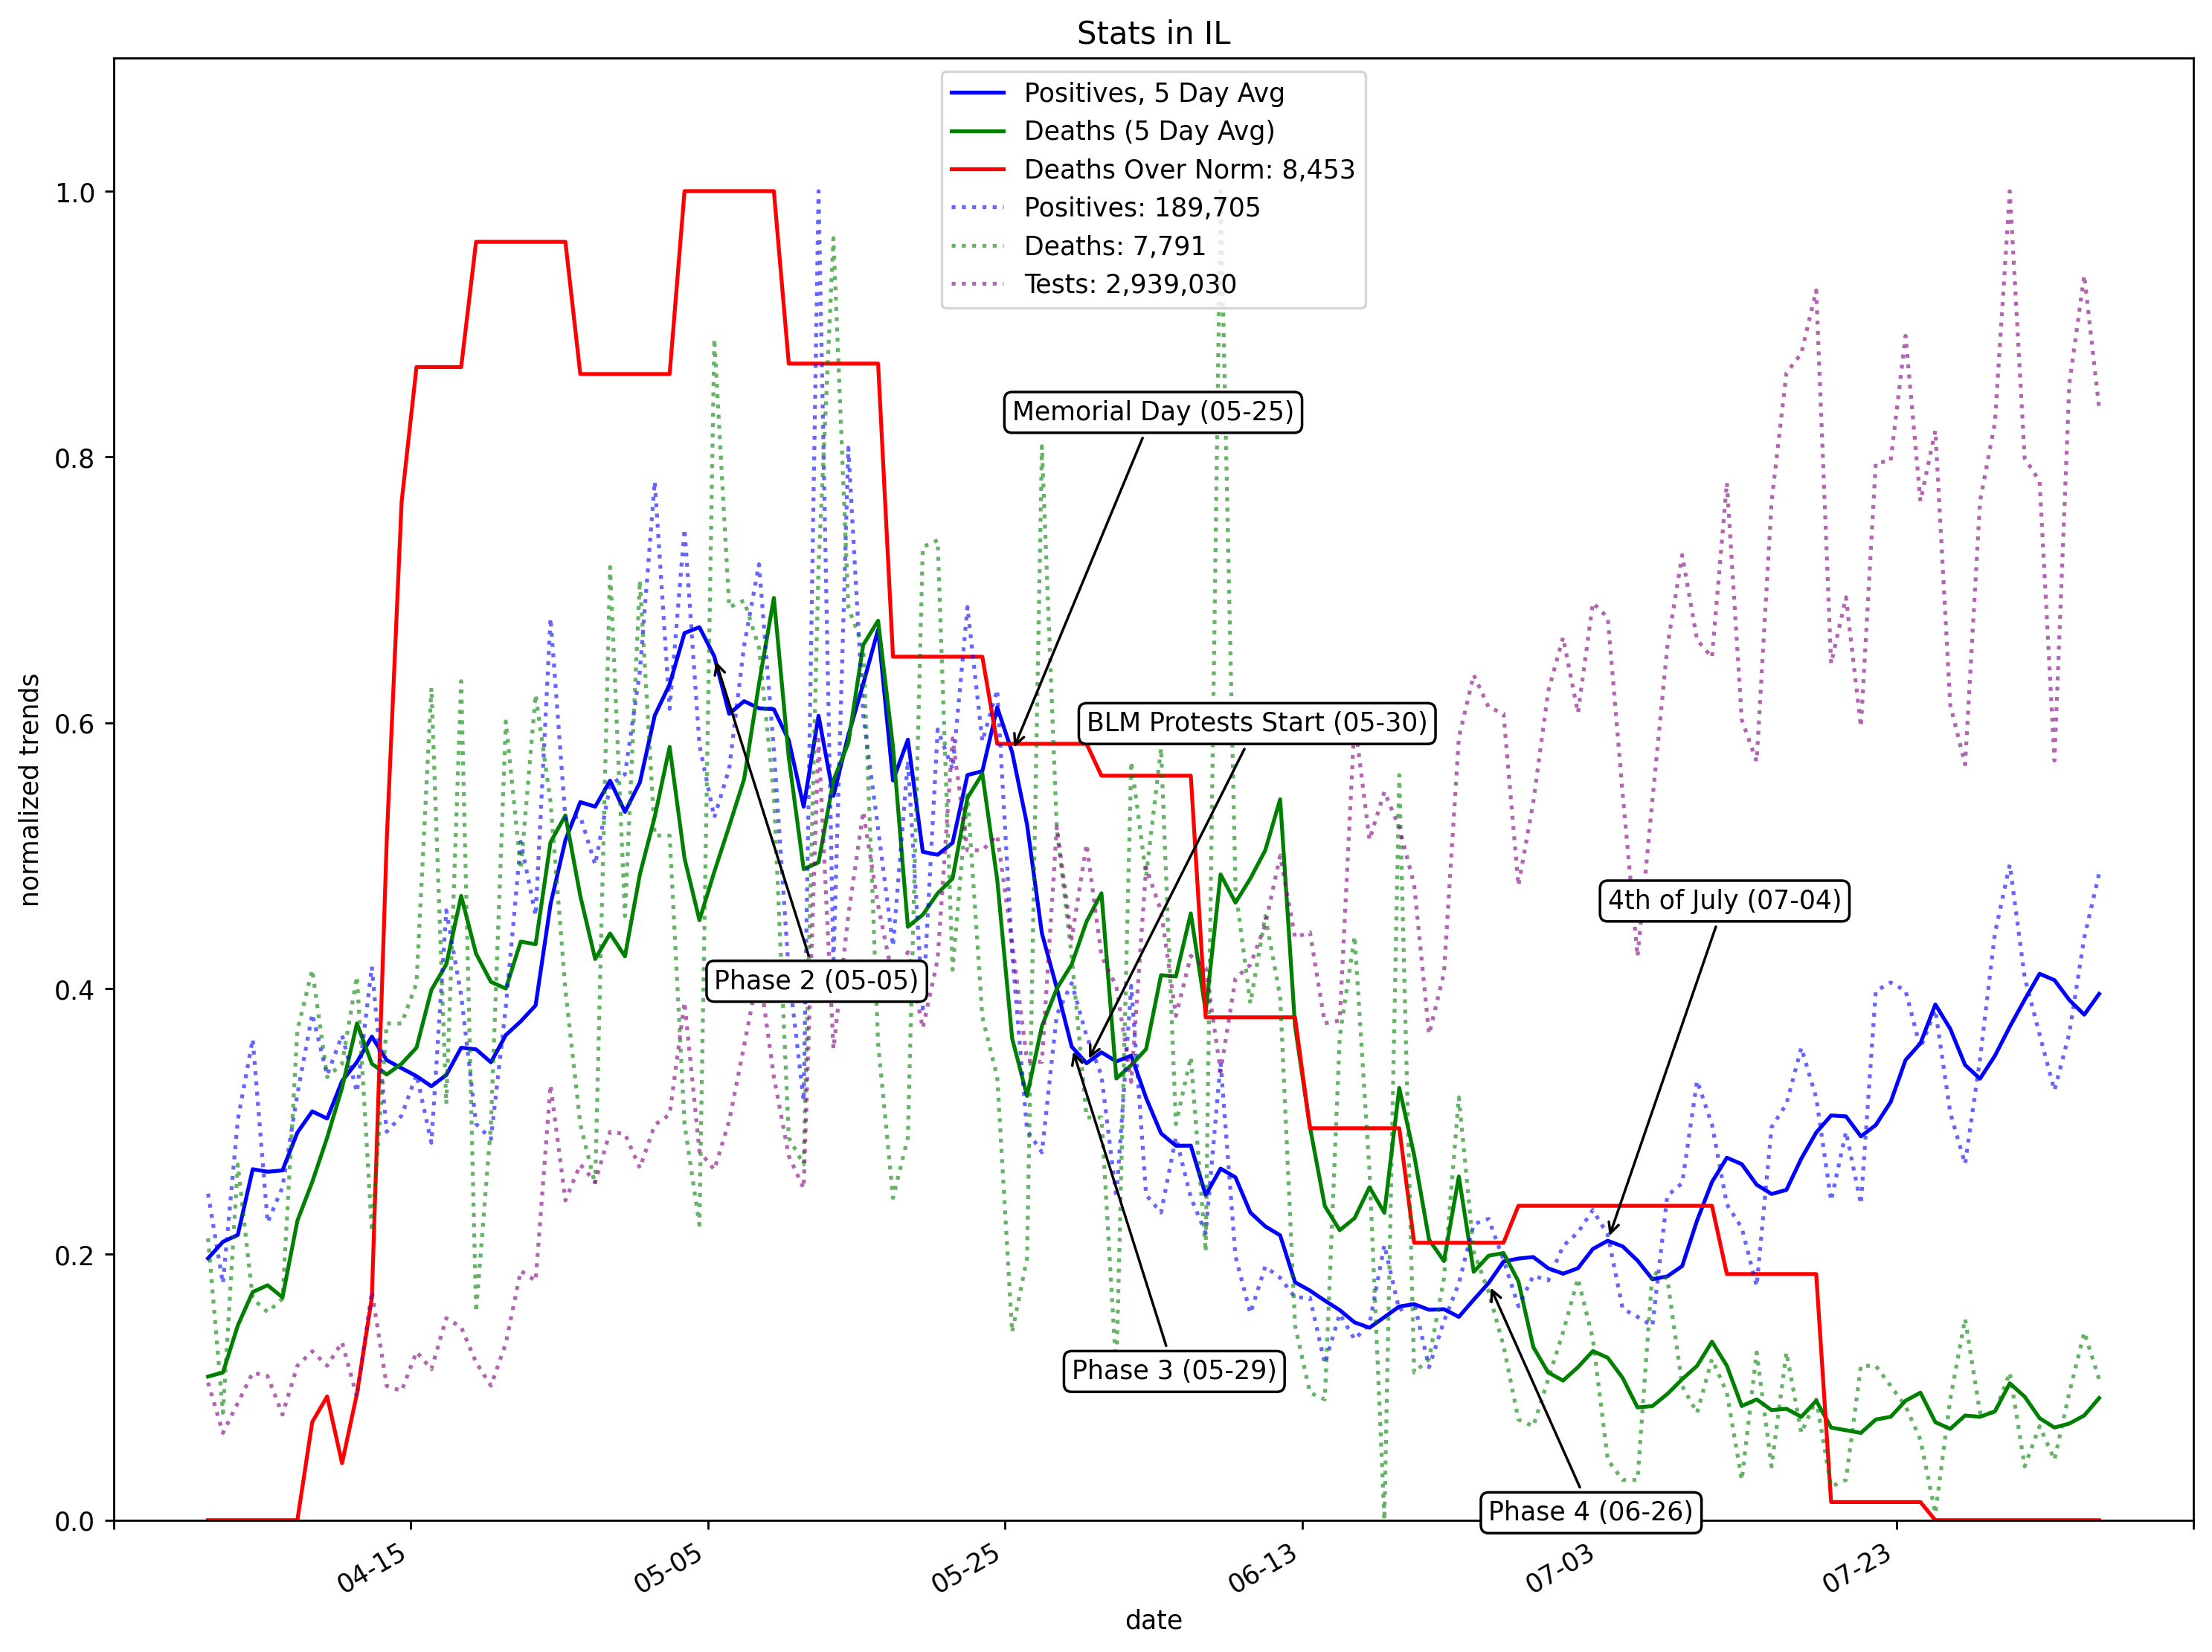 Stats in IL
Positives, 5 Day Avg
Deaths (5 Day Avg)
Deaths Over Norm: 8,453
Positives: 189,705
Deaths: 7,791
Tests: 2,939,030
1.0
0.8
0.6
0.4
0.2
0.0
normalized trends
Memorial Day (05-25)
BLM Protests Start (05-30)
4th of July (07-04)
Phase 2 (05-05)
Phase 3 (05-29)
Phase 4 (06-26)
04-15
05-05
05-25
06-13
07-03
07-23
date